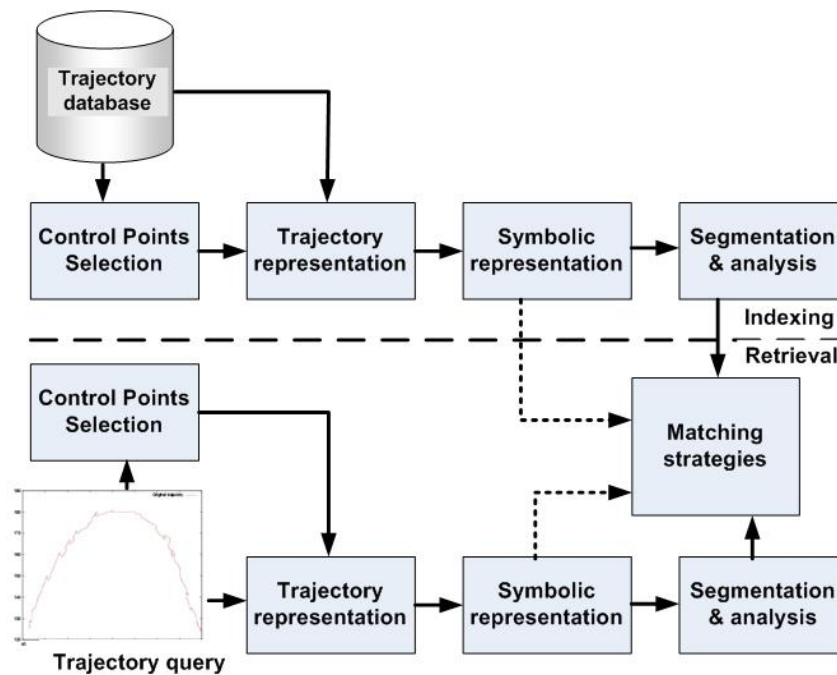 Trajectory
database
Control Points
Selection
Trajectory
representation
Symbolic
representation
Segmentation
& analysis
Indexing
Retrieval
Control Points
Selection
Matching
strategies
Trajectory
representation
Symbolic
representation
Segmentation
& analysis
Trajectory query